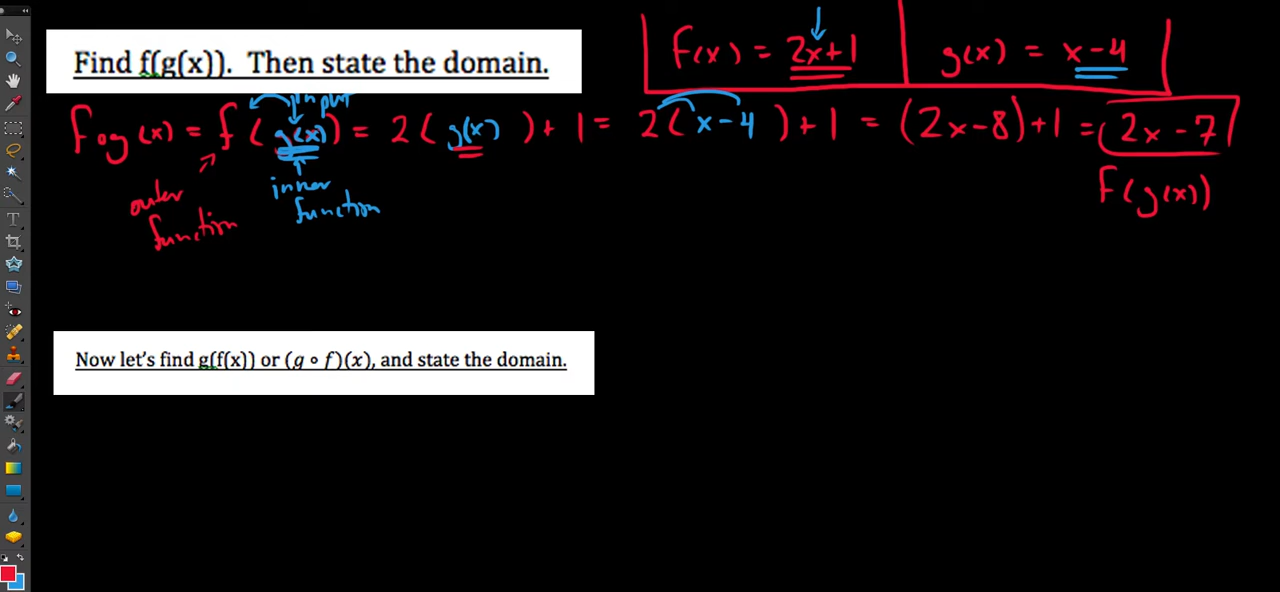 Find f(g(x)). Then state the domain.
f(x) = 2x+1 g(x) = x-4
input
fog(x) = f(g(x)) = 2(g(x))+1 = 2(x-4)+1 = (2x-8)+1 = 2x-7
outer function
inner function
f(g(x))
Now let's find g(f(x)) or (g ∘ f)(x), and state the domain.